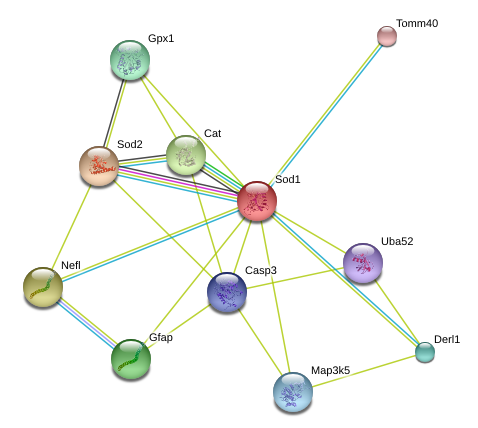 Tomm40
Gpx1
Cat
Sod2
Sod1
Uba52
Nefl
Casp3
Gfap
Derl1
Map3k5